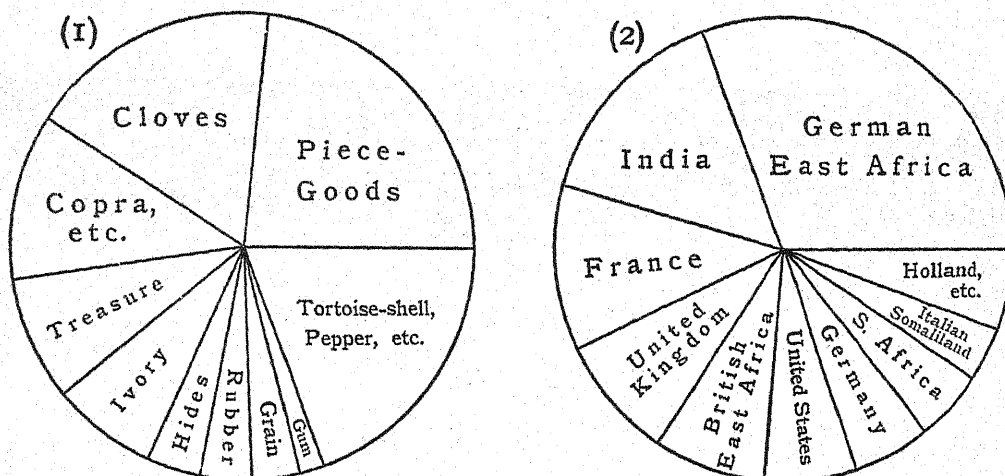 (1)
Cloves
Piece-
Goods
Copra,
etc.
Treasure
Ivory
Hides
Rubber
Grain
Gum
Tortoise-shell,
Pepper, etc.
(2)
German
East Africa
India
France
United
Kingdom
British
East Africa
United States
Germany
S. Africa
Italian
Somaliland
Holland,
etc.